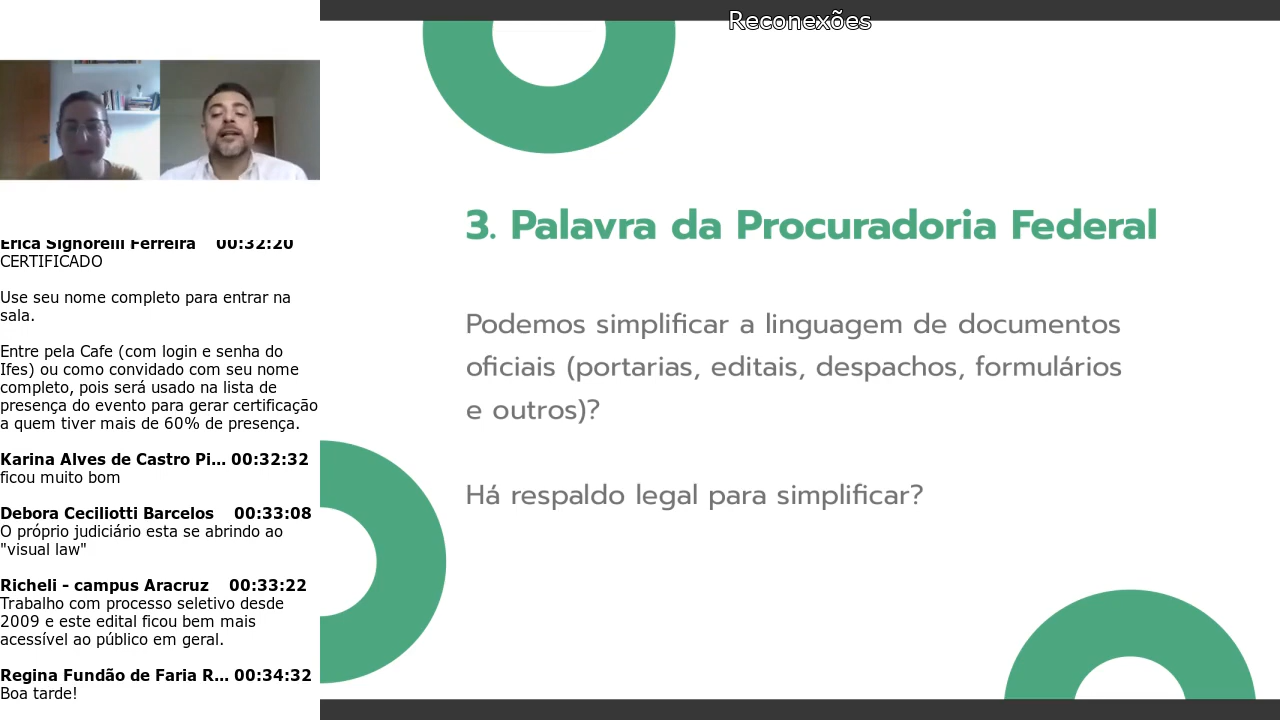 Reconexões
Erica Signorelli Ferreira 00:32:20
CERTIFICADO
Use seu nome completo para entrar na
sala.
Entre pela Cafe (com login e senha do
Ifes) ou como convidado com seu nome
completo, pois será usado na lista de
presença do evento para gerar certificação
a quem tiver mais de 60% de presença.
Karina Alves de Castro Pi... 00:32:32
ficou muito bom
Debora Ceciliotti Barcelos 00:33:08
O próprio judiciário esta se abrindo ao
"visual law"
Richeli - campus Aracruz 00:33:22
Trabalho com processo seletivo desde
2009 e este edital ficou bem mais
acessível ao público em geral.
Regina Fundão de Faria R... 00:34:32
Boa tarde!
3. Palavra da Procuradoria Federal
Podemos simplificar a linguagem de documentos
oficiais (portarias, editais, despachos, formulários
e outros)?
Há respaldo legal para simplificar?